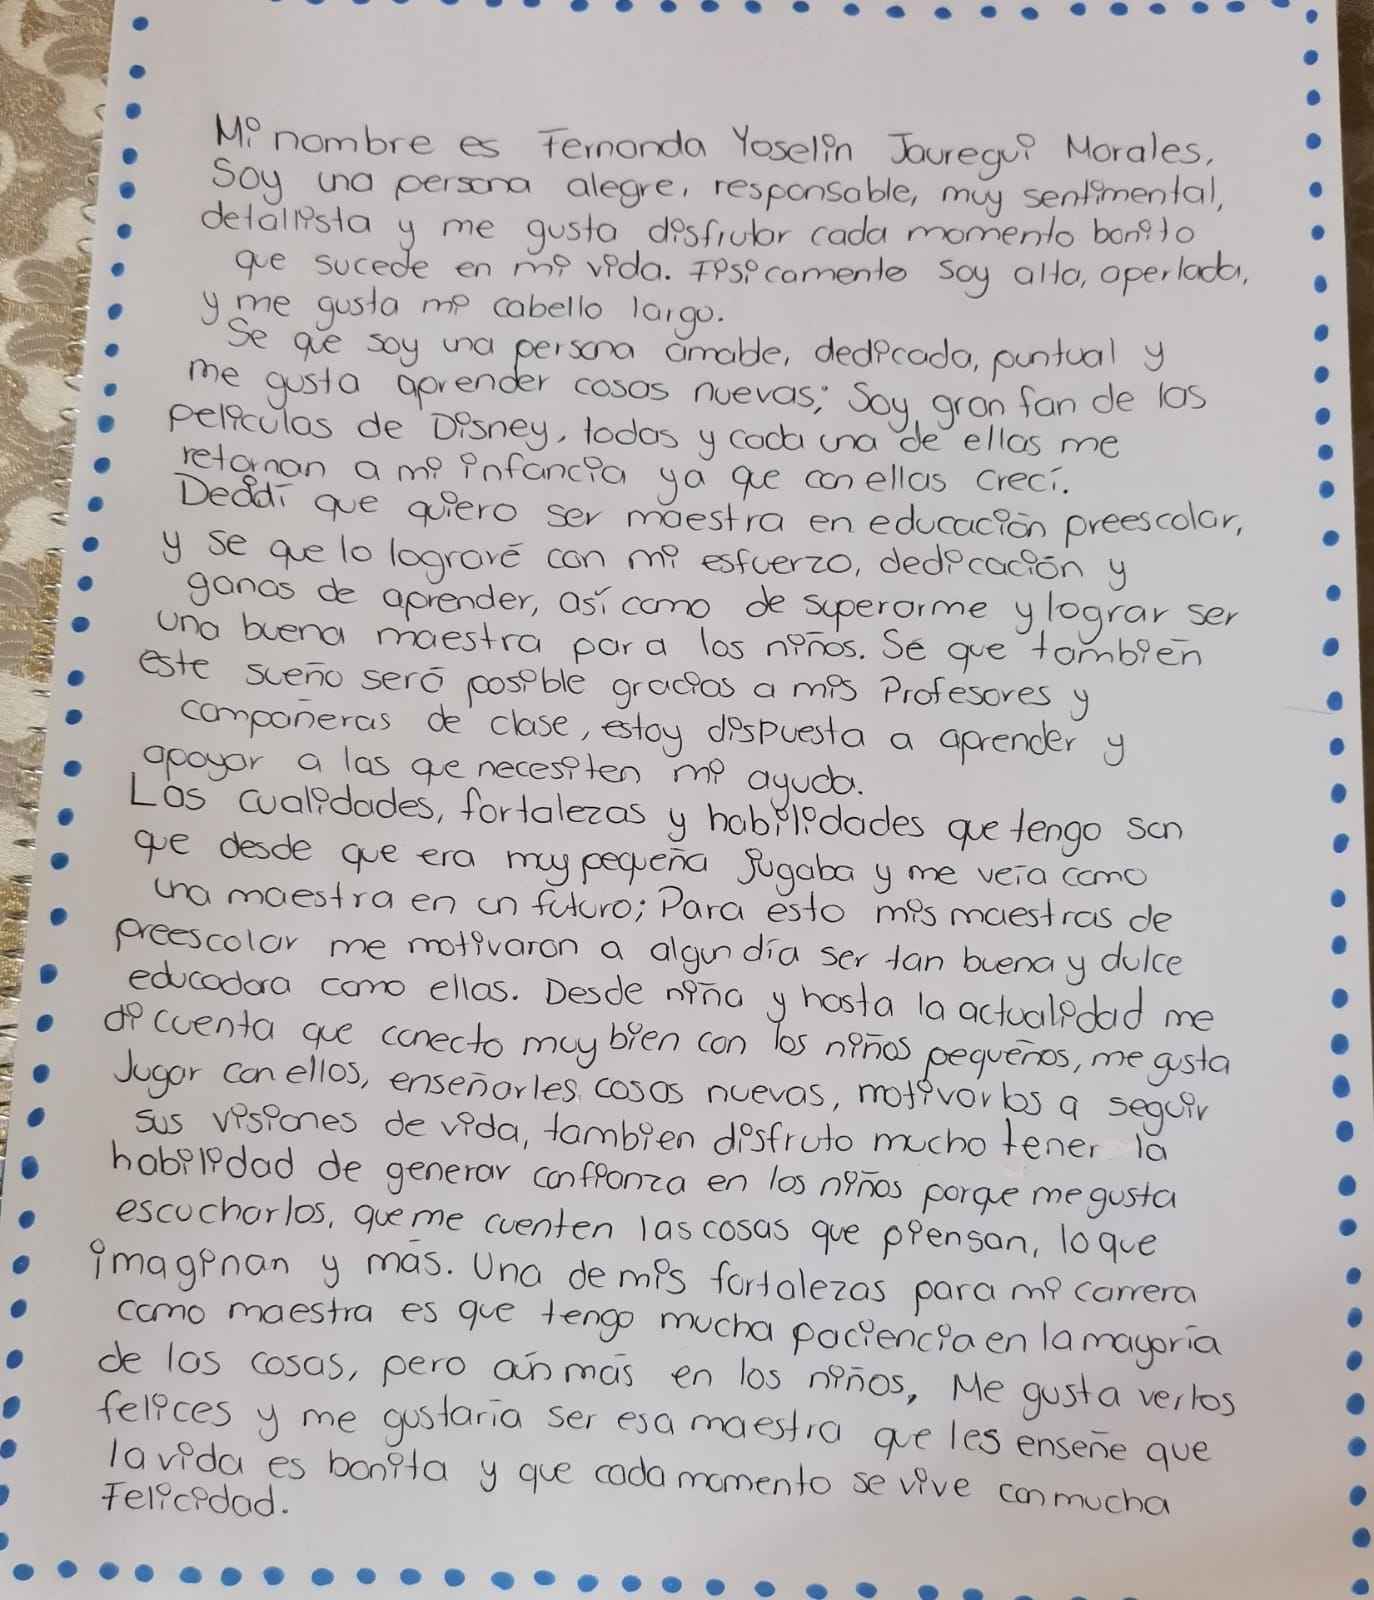 Mi nombre es Fernanda Yoselin Jauregui Morales,
Soy una persona alegre, responsable, muy sentimental,
detallista y me gusta disfrutar cada momento bonito
que sucede en mi vida. Fisicamente soy alta, aperlada,
y me gusta mi cabello largo.
Se que soy una persona amable, dedicada, puntual y
me gusta aprender cosas nuevas; Soy gran fan de las
peliculas de Disney, todas y cada una de ellas me
retornan a mi infancia ya que con ellas crecí.
Decidí que quiero ser maestra en educación preescolar,
y se que lo lograré con mi esfuerzo, dedicación y
ganas de aprender, así como de superarme y lograr ser
una buena maestra para los niños. Sé que también
este sueño será posible gracias a mis Profesores y
compañeras de clase, estoy dispuesta a aprender y
apoyar a las que necesiten mi ayuda.
Las cualidades, fortalezas y habilidades que tengo son
que desde que era muy pequeña jugaba y me veía como
una maestra en un futuro; Para esto mis maestras de
preescolar me motivaron a algun día ser tan buena y dulce
educadora como ellas. Desde niña y hasta la actualidad me
di cuenta que conecto muy bien con los niños pequeños, me gusta
Jugar con ellos, enseñarles cosas nuevas, motivarlos a seguir
sus visiones de vida, tambien disfruto mucho tener la
habilidad de generar confianza en los niños porque me gusta
escucharlos, que me cuenten las cosas que piensan, lo que
imaginan y más. Una de mis fortalezas para mi carrera
como maestra es que tengo mucha paciencia en la mayoría
de las cosas, pero aún más en los niños, Me gusta verlos
felices y me gustaría ser esa maestra que les enseñe que
la vida es bonita y que cada momento se vive con mucha
Felicidad.